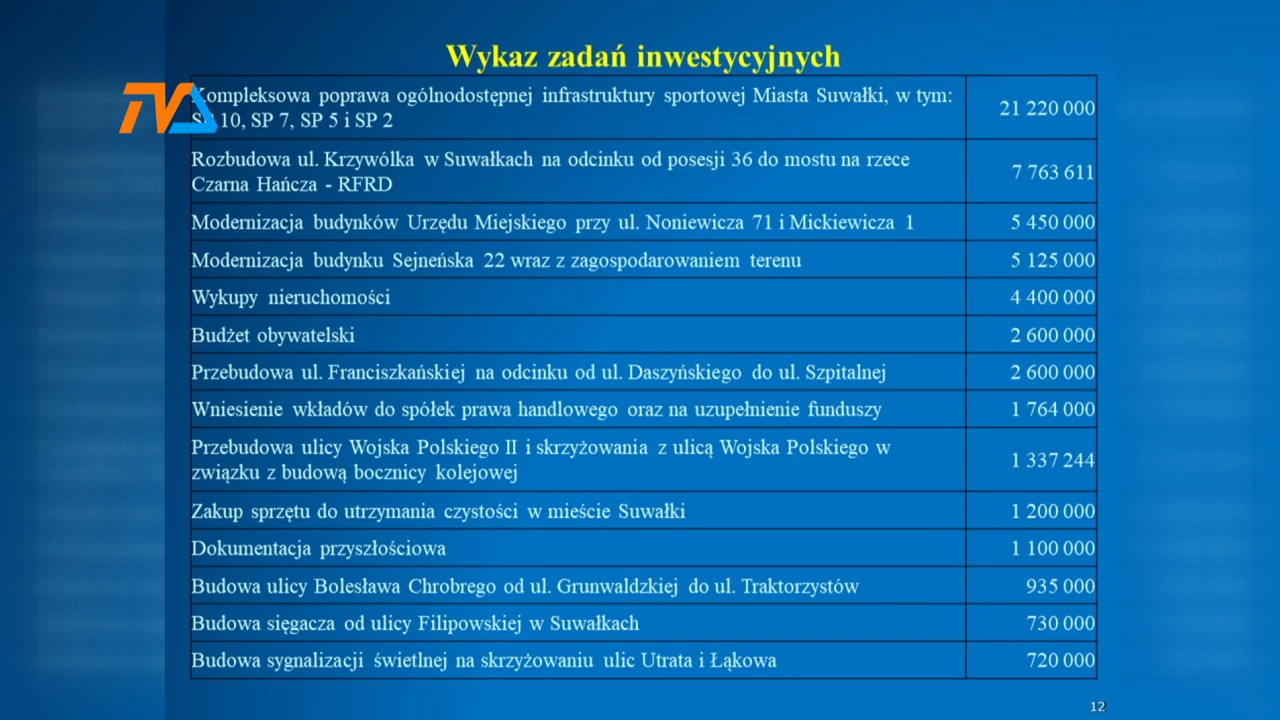 Wykaz zadań inwestycyjnych
TVS
Kompleksowa poprawa ogólnodostępnej infrastruktury sportowej Miasta Suwałki, w tym:
SP 10, SP 7, SP 5 i SP 2
21 220 000
Rozbudowa ul. Krzywólka w Suwałkach na odcinku od posesji 36 do mostu na rzece
Czarna Hańcza - RFRD
7 763 611
Modernizacja budynków Urzędu Miejskiego przy ul. Noniewicza 71 i Mickiewicza 1
5 450 000
Modernizacja budynku Sejneńska 22 wraz z zagospodarowaniem terenu
5 125 000
Wykupy nieruchomości
4 400 000
Budżet obywatelski
2 600 000
Przebudowa ul. Franciszkańskiej na odcinku od ul. Daszyńskiego do ul. Szpitalnej
2 600 000
Wniesienie wkładów do spółek prawa handlowego oraz na uzupełnienie funduszy
1 764 000
Przebudowa ulicy Wojska Polskiego II i skrzyżowania z ulicą Wojska Polskiego w
związku z budową bocznicy kolejowej
1 337 244
Zakup sprzętu do utrzymania czystości w mieście Suwałki
1 200 000
Dokumentacja przyszłościowa
1 100 000
Budowa ulicy Bolesława Chrobrego od ul. Grunwaldzkiej do ul. Traktorzystów
935 000
Budowa sięgacza od ulicy Filipowskiej w Suwałkach
730 000
Budowa sygnalizacji świetlnej na skrzyżowaniu ulic Utrata i Łąkowa
720 000
12